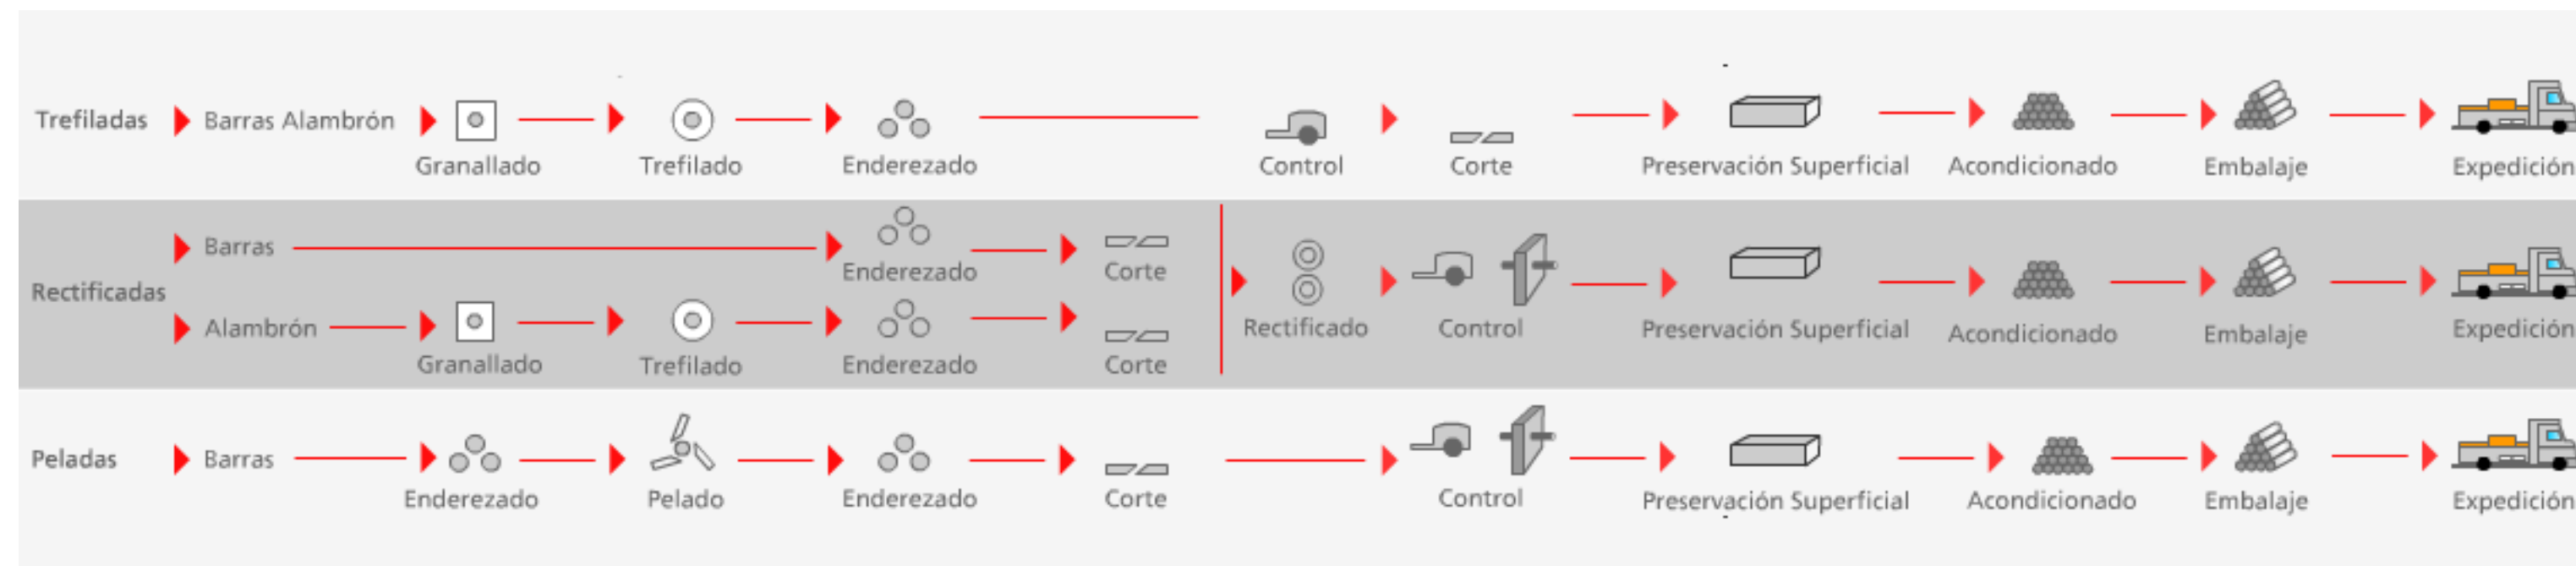 Trefiladas
Barras Alambrón
Granallado
Trefilado
Enderezado
Control
Corte
Preservación Superficial
Acondicionado
Embalaje
Expedición
Rectificadas
Barras
Enderezado
Corte
Alambrón
Granallado
Trefilado
Enderezado
Corte
Rectificado
Control
Preservación Superficial
Acondicionado
Embalaje
Expedición
Peladas
Barras
Enderezado
Pelado
Enderezado
Corte
Control
Preservación Superficial
Acondicionado
Embalaje
Expedición